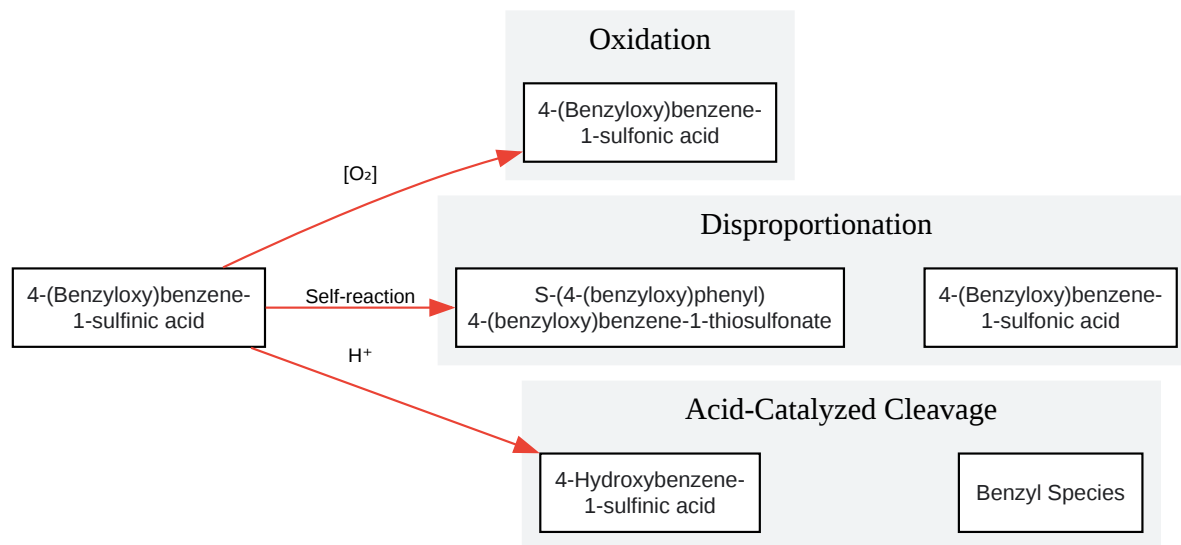 Oxidation
4-(Benzyloxy)benzene-
1-sulfonic acid
[O₂]
Disproportionation
4-(Benzyloxy)benzene-
1-sulfinic acid
Self-reaction
S-(4-(benzyloxy)phenyl)
4-(benzyloxy)benzene-1-thiosulfonate
4-(Benzyloxy)benzene-
1-sulfonic acid
H⁺
Acid-Catalyzed Cleavage
4-Hydroxybenzene-
1-sulfinic acid
Benzyl Species